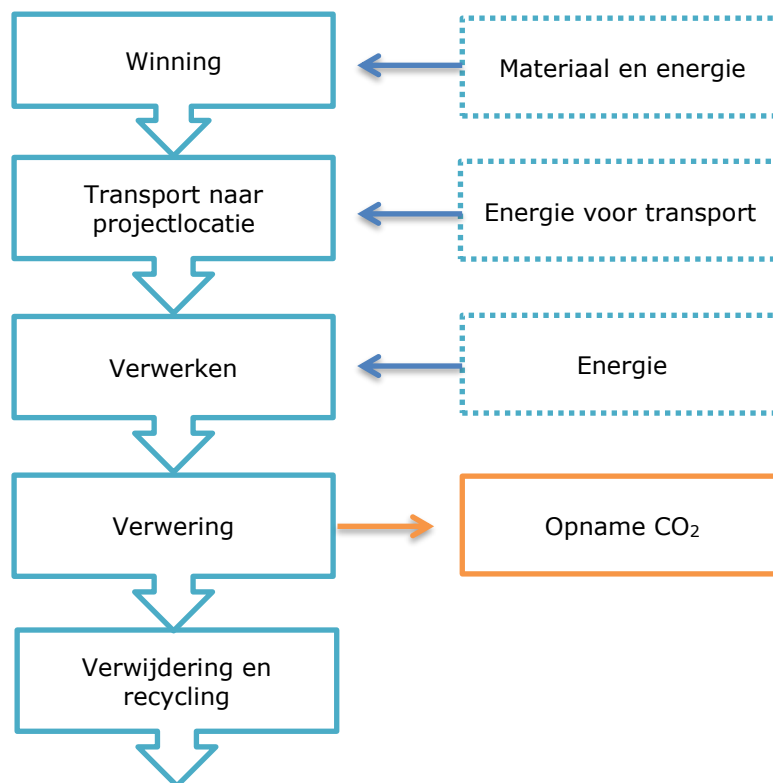 Winning
Materiaal en energie
Transport naar
projectlocatie
Energie voor transport
Verwerken
Energie
Verwering
Opname CO₂
Verwijdering en
recycling